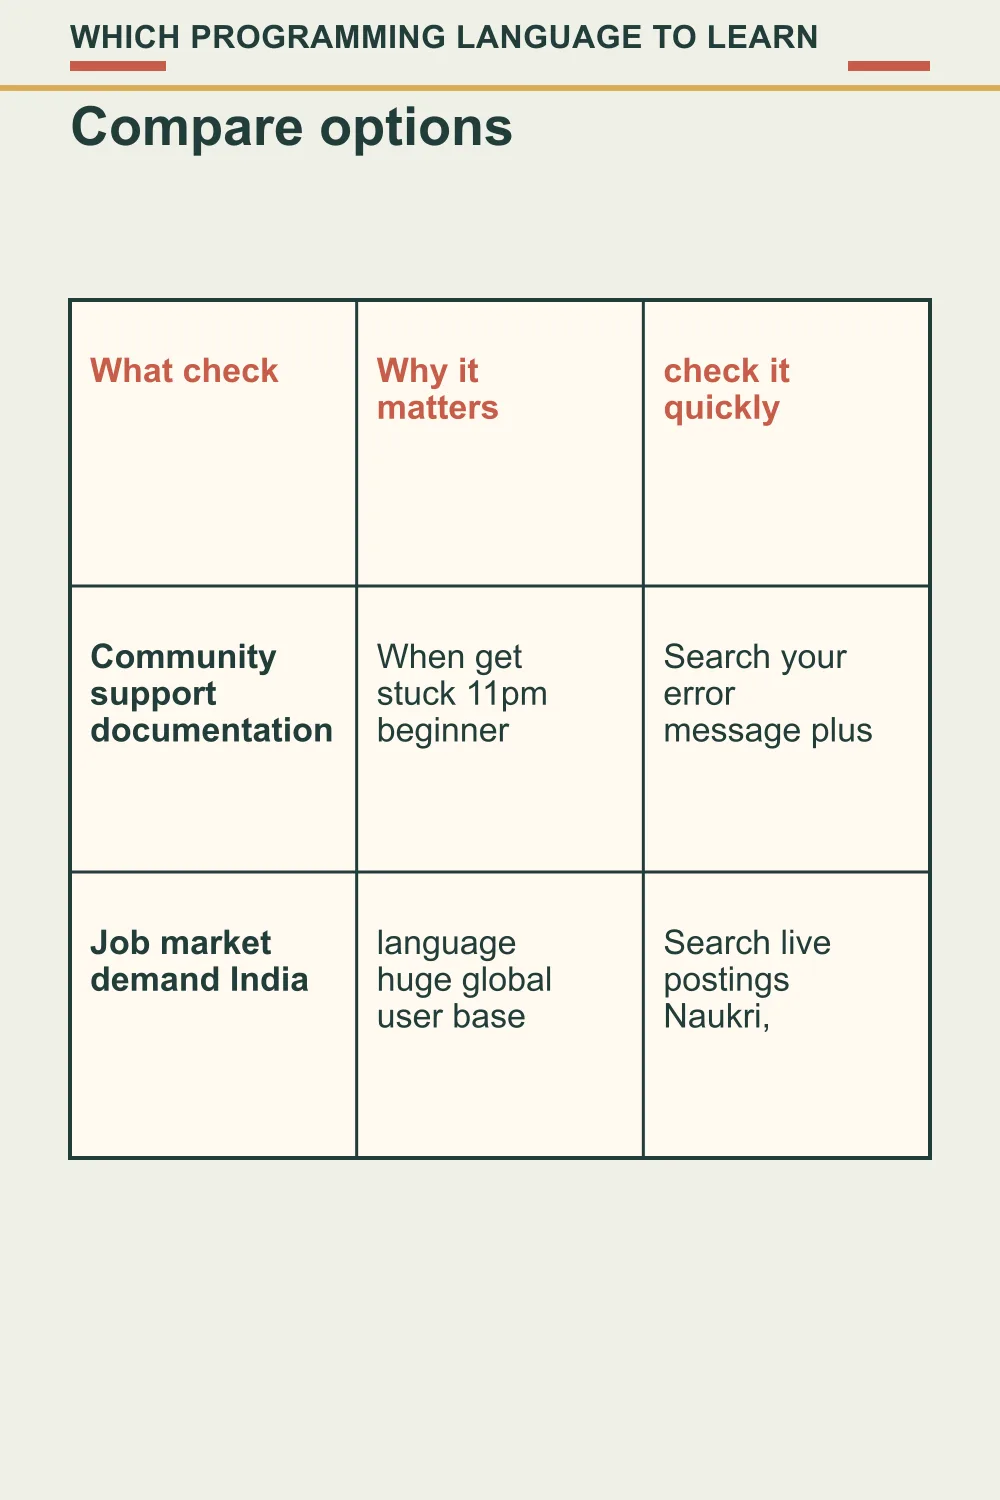 WHICH PROGRAMMING LANGUAGE TO LEARN
Compare options
What check
Why it
matters
check it
quickly
Community
support
documentation
When get
stuck 11pm
beginner
Search your
error
message plus
Job market
demand India
language
huge global
user base
Search live
postings
Naukri,